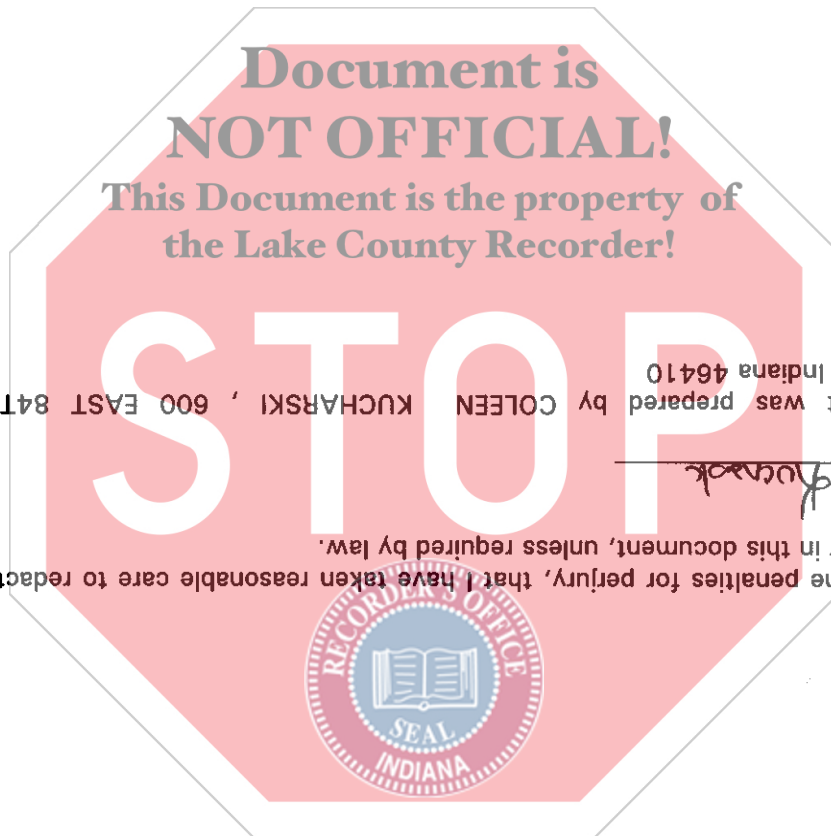 Document is
NOT OFFICIAL!
This Document is the property of
the Lake County Recorder!
STOP
penalties for perjury, that I have taken reasonable care to redact
in this document, unless required by law.
was prepared by COLEEN KUCHARSKI , 600 EAST 84T
Indiana 46410
RECORDER'S OFFICE
SEAL
INDIANA